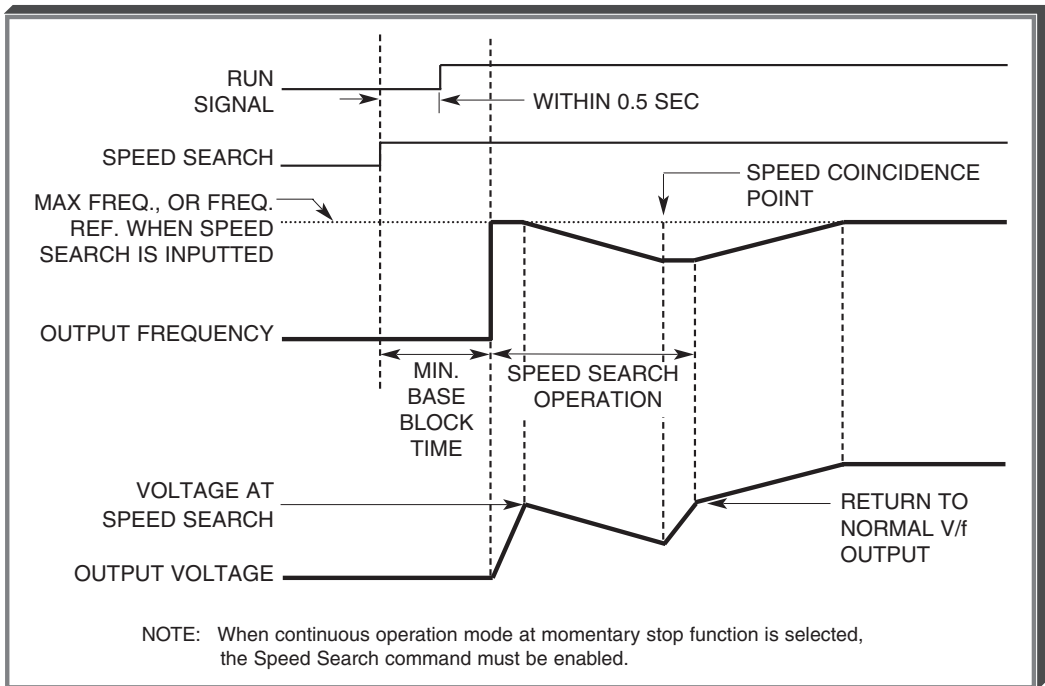 RUN
SIGNAL
WITHIN 0.5 SEC
SPEED SEARCH
SPEED COINCIDENCE
POINT
MAX FREQ., OR FREQ.
REF. WHEN SPEED
SEARCH IS INPUTTED
OUTPUT FREQUENCY
MIN.
BASE
BLOCK
TIME
SPEED SEARCH
OPERATION
VOLTAGE AT
SPEED SEARCH
RETURN TO
NORMAL V/f
OUTPUT
OUTPUT VOLTAGE
NOTE: When continuous operation mode at momentary stop function is selected,
the Speed Search command must be enabled.